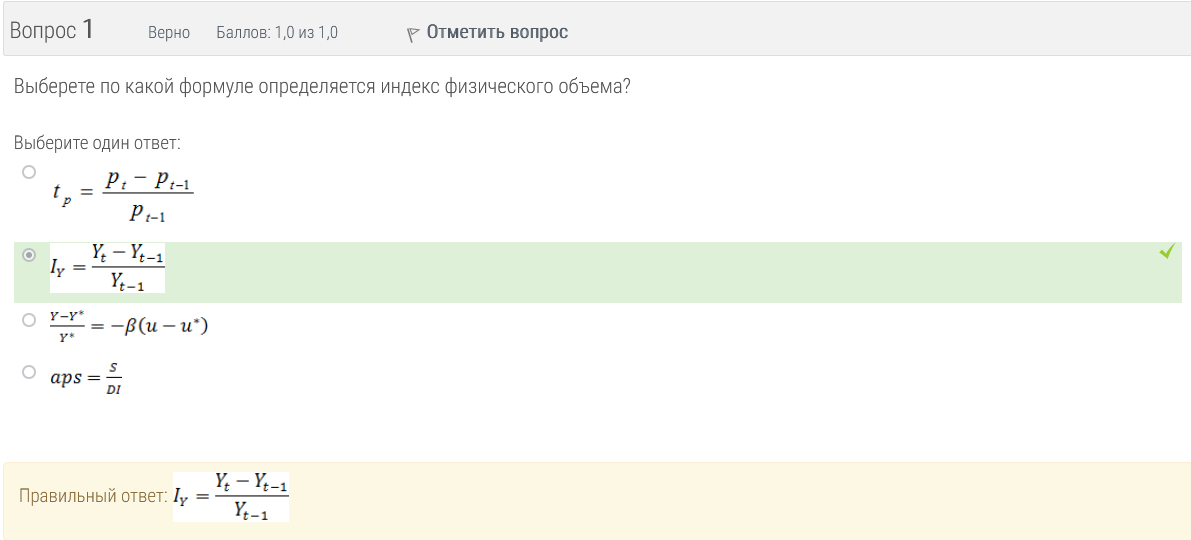 Вопрос 1 Верно Баллов: 1,0 из 1,0 Отметить вопрос
Выберете по какой формуле определяется индекс физического объема?
Выберите один ответ:
t_p = (P_t − P_{t−1}) / P_{t−1}
I_Y = (Y_t − Y_{t−1}) / Y_{t−1}
(Y−Y*) / Y* = −β(u − u*)
aps = S / DI
Правильный ответ: I_Y = (Y_t − Y_{t−1}) / Y_{t−1}